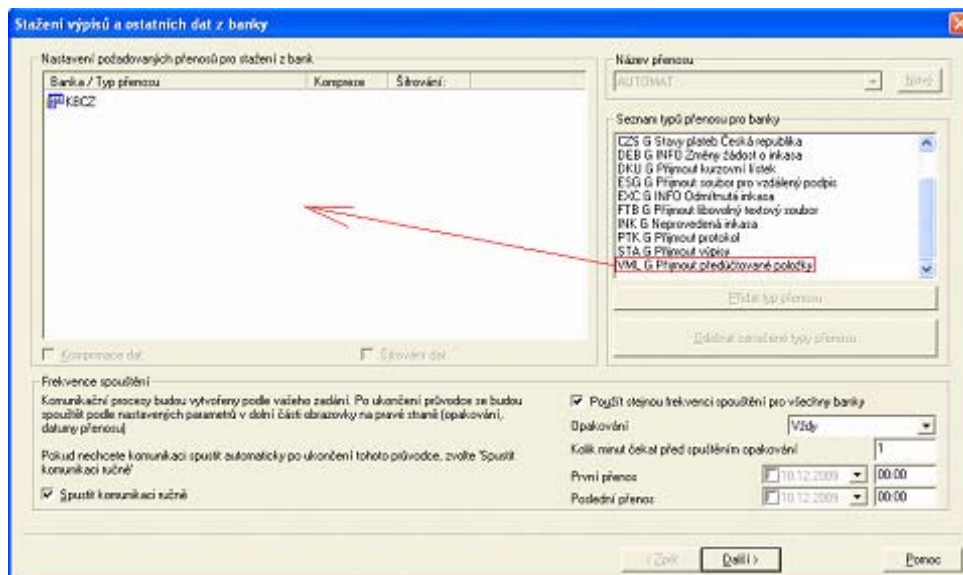 Stažení výpisů a ostatních dat z banky
Nastavení požadovaných přenosů pro stažení z bank
Banka / Typ přenosu Komprese Šifrování:
KBCZ
Název přenosu
AUTOMAT Nový
Seznam typů přenosu pro banky
CZS G Stavy plateb Česká republika
DEB G INFO Změny žádost o inkasa
DKU G Přijmout kurzovní lístek
ESG G Přijmout soubor pro vzdálený podpis
EXC G INFO Odmítnutá inkasa
FTB G Přijmout libovolný textový soubor
INK G Neprovedená inkasa
PTK G Přijmout protokol
STA G Přijmout výpisy
VML G Přijmout předúčtované položky
Přidat typ přenosu
Odebrat označené typy přenosu
Komprimace dat Šifrování dat
Frekvence spouštění
Komunikační procesy budou vytvořeny podle vašeho zadání. Po ukončení průvodce se budou
spouštět podle nastavených parametrů v dolní části obrazovky na pravé straně (opakování,
datumy přenosu)
Pokud nechcete komunikaci spustit automaticky po ukončení tohoto průvodce, zvolte 'Spustit
komunikaci ručně'
Spustit komunikaci ručně
Použít stejnou frekvenci spouštění pro všechny banky
Opakování Vždy
Kolik minut čekat před spuštěním opakování 1
První přenos 10.12.2009 00:00
Poslední přenos 10.12.2009 00:00
< Zpět Další > Pomoc